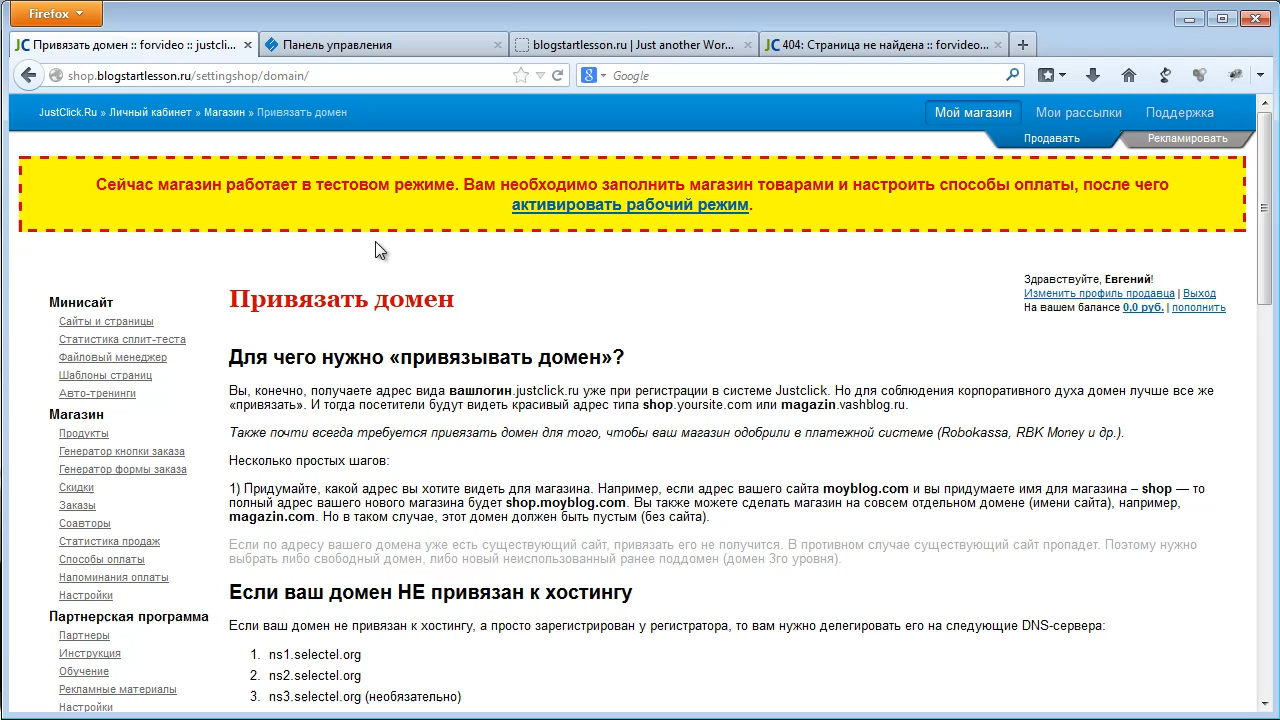 Firefox
Привязать домен :: forvideo :: justcli...
Панель управления
blogstartlesson.ru | Just another Wor...
404: Страница не найдена :: forvideo...
shop.blogstartlesson.ru/settingshop/domain/
Google
JustClick.Ru » Личный кабинет » Магазин » Привязать домен
Мой магазин
Мои рассылки
Поддержка
Продавать
Рекламировать
Сейчас магазин работает в тестовом режиме. Вам необходимо заполнить магазин товарами и настроить способы оплаты, после чего
активировать рабочий режим.
Здравствуйте, Евгений!
Изменить профиль продавца | Выход
На вашем балансе 0,0 руб. | пополнить
Минисайт
Сайты и страницы
Статистика сплит-теста
Файловый менеджер
Шаблоны страниц
Авто-тренинги
Магазин
Продукты
Генератор кнопки заказа
Генератор формы заказа
Скидки
Заказы
Соавторы
Статистика продаж
Способы оплаты
Напоминания оплаты
Настройки
Партнерская программа
Партнеры
Инструкция
Обучение
Рекламные материалы
Настройки
Привязать домен
Для чего нужно «привязывать домен»?
Вы, конечно, получаете адрес вида вашлогин.justclick.ru уже при регистрации в системе Justclick. Но для соблюдения корпоративного духа домен лучше все же
«привязать». И тогда посетители будут видеть красивый адрес типа shop.yoursite.com или magazin.vashblog.ru.
Также почти всегда требуется привязать домен для того, чтобы ваш магазин одобрили в платежной системе (Robokassa, RBK Money и др.).
Несколько простых шагов:
1) Придумайте, какой адрес вы хотите видеть для магазина. Например, если адрес вашего сайта moyblog.com и вы придумаете имя для магазина – shop — то
полный адрес вашего нового магазина будет shop.moyblog.com. Вы также можете сделать магазин на совсем отдельном домене (имени сайта), например,
magazin.com. Но в таком случае, этот домен должен быть пустым (без сайта).
Если по адресу вашего домена уже есть существующий сайт, привязать его не получится. В противном случае существующий сайт пропадет. Поэтому нужно
выбрать либо свободный домен, либо новый неиспользованный ранее поддомен (домен 3го уровня).
Если ваш домен НЕ привязан к хостингу
Если ваш домен не привязан к хостингу, а просто зарегистрирован у регистратора, то вам нужно делегировать его на следующие DNS-сервера:
1. ns1.selectel.org
2. ns2.selectel.org
3. ns3.selectel.org (необязательно)